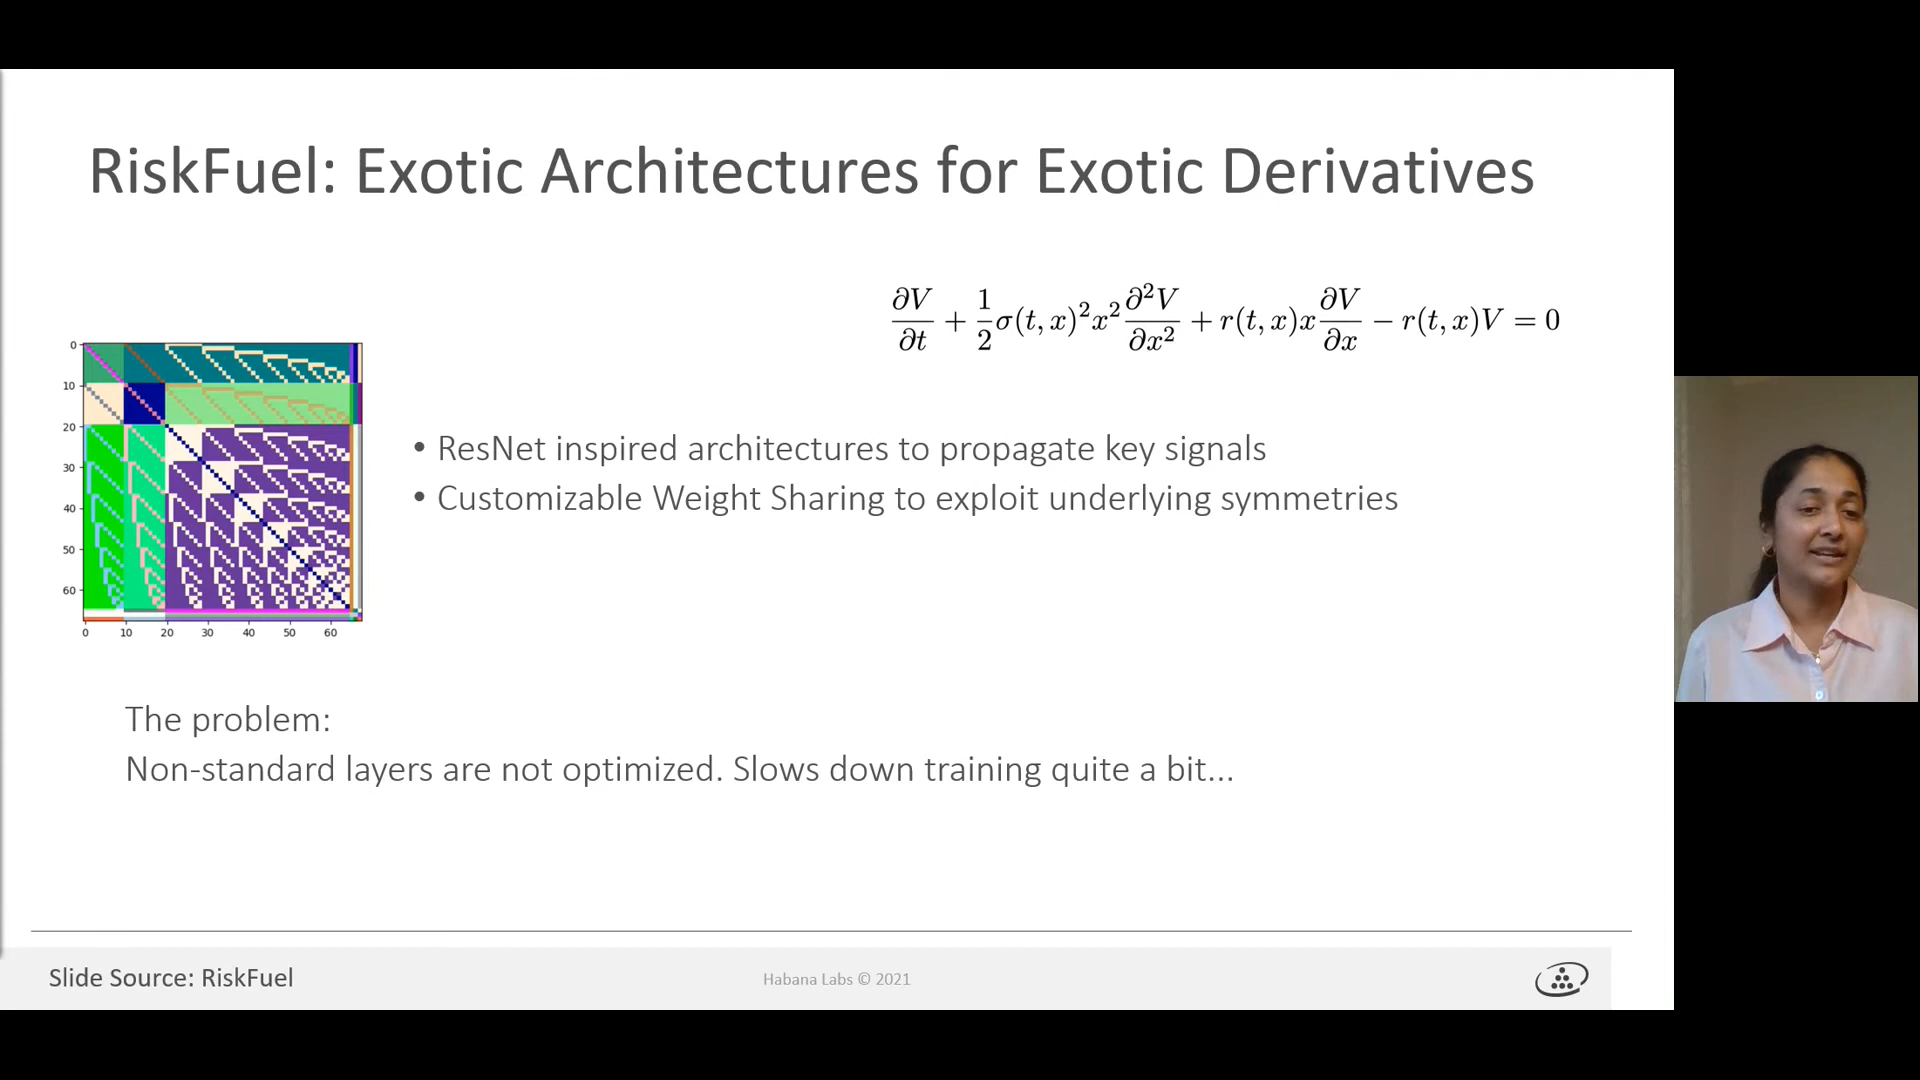 RiskFuel: Exotic Architectures for Exotic Derivatives
∂V/∂t + 1/2 σ(t, x)²x² ∂²V/∂x² + r(t, x)x ∂V/∂x − r(t, x)V = 0
0
10
20
30
40
50
60
0 10 20 30 40 50 60
• ResNet inspired architectures to propagate key signals
• Customizable Weight Sharing to exploit underlying symmetries
The problem:
Non-standard layers are not optimized. Slows down training quite a bit...
Slide Source: RiskFuel
Habana Labs © 2021